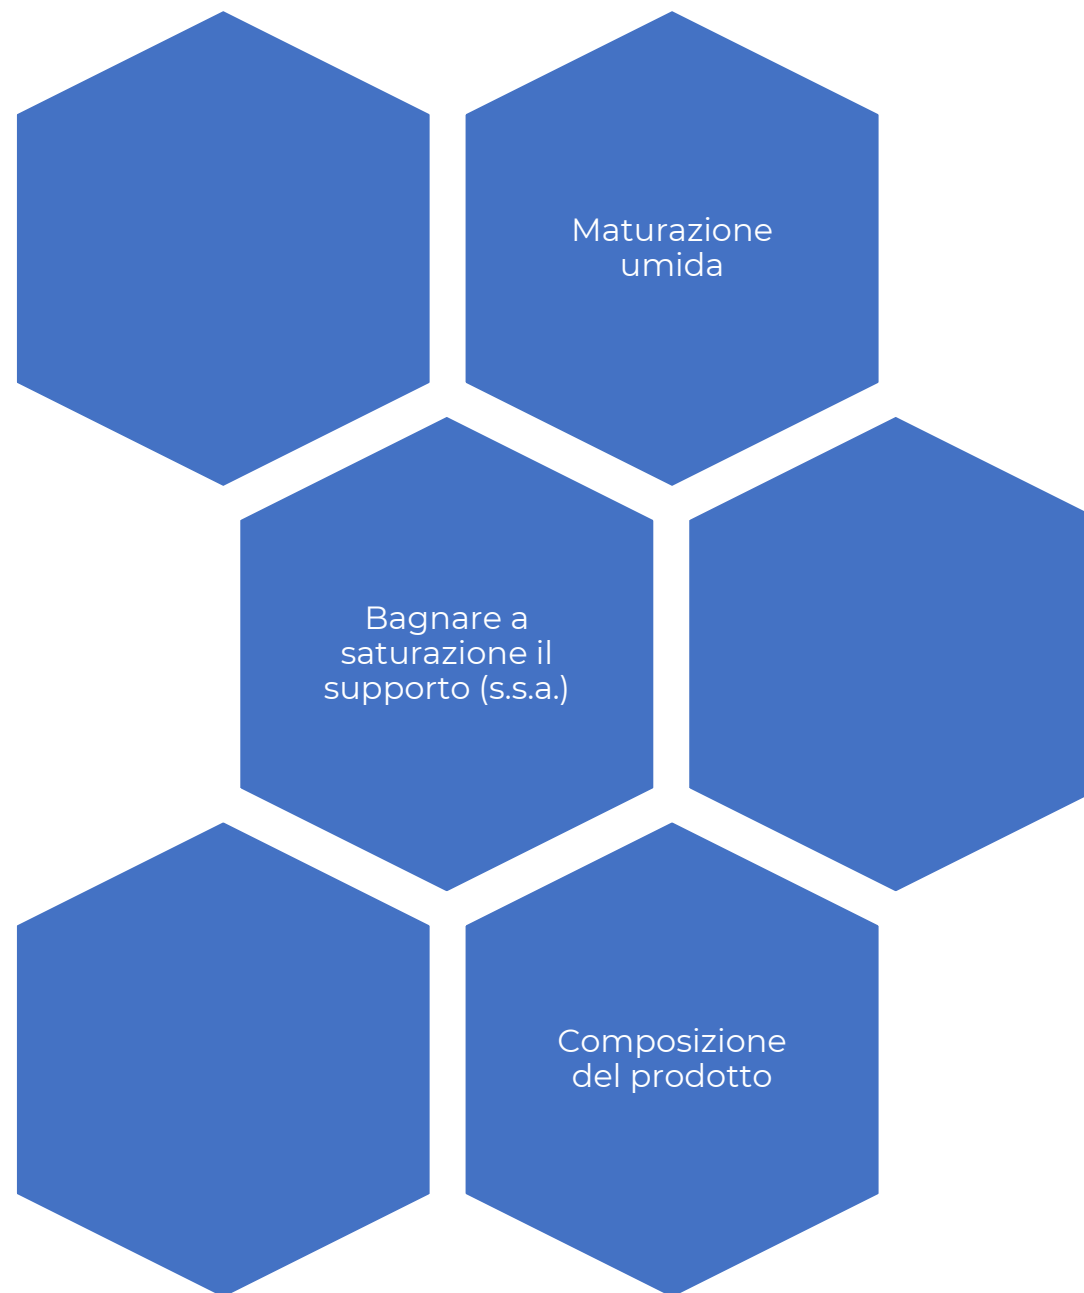 Maturazione
umida
Bagnare a
saturazione il
supporto (s.s.a.)
Composizione
del prodotto